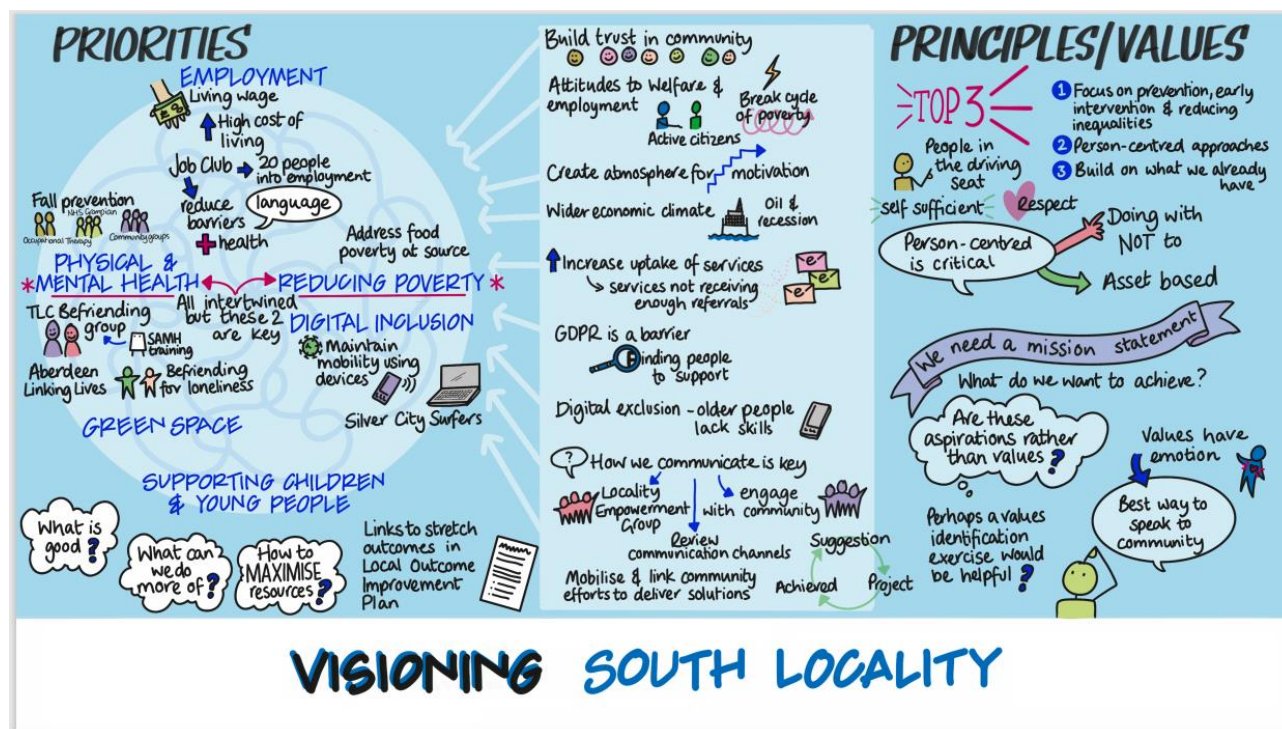 PRIORITIES
EMPLOYMENT
Living wage
High cost of
living
Job Club
20 people
into employment
reduce
barriers
language
health
Fall prevention
NHS Grampian
Occupational Therapy
Community groups
Address food
poverty at source
PHYSICAL &
*MENTAL HEALTH
REDUCING POVERTY *
All intertwined
but these 2
are key
TLC Befriending
group
SAMH
training
Aberdeen
Linking Lives
Befriending
for loneliness
DIGITAL INCLUSION
Maintain
mobility using
devices
Silver City Surfers
GREEN SPACE
SUPPORTING CHILDREN
& YOUNG PEOPLE
What is
good?
What can
we do
more of?
How to
MAXIMISE
resources?
Links to stretch
outcomes in
Local Outcome
Improvement
Plan
Build trust in community
Attitudes to Welfare &
employment
Active citizens
Break cycle
of poverty
Create atmosphere for motivation
Wider economic climate
Oil &
recession
Increase uptake of services
services not receiving
enough referrals
e
e
e
GDPR is a barrier
Finding people
to support
Digital exclusion - older people
lack skills
?
How we communicate is key
Locality
Empowerment
Group
engage
with community
Review
communication channels
Mobilise & link community
efforts to deliver solutions
Suggestion
Project
Achieved
PRINCIPLES/VALUES
TOP 3
1 Focus on prevention, early
intervention & reducing
inequalities
2 Person-centred approaches
3 Build on what we already
have
People in
the driving
seat
self sufficient
Respect
Person-centred
is critical
Doing with
NOT to
Asset based
We need a mission statement
What do we want to achieve?
Are these
aspirations rather
than values?
Values have
emotion
Perhaps a values
identification
exercise would
be helpful?
Best way to
speak to
community
VISIONING SOUTH LOCALITY